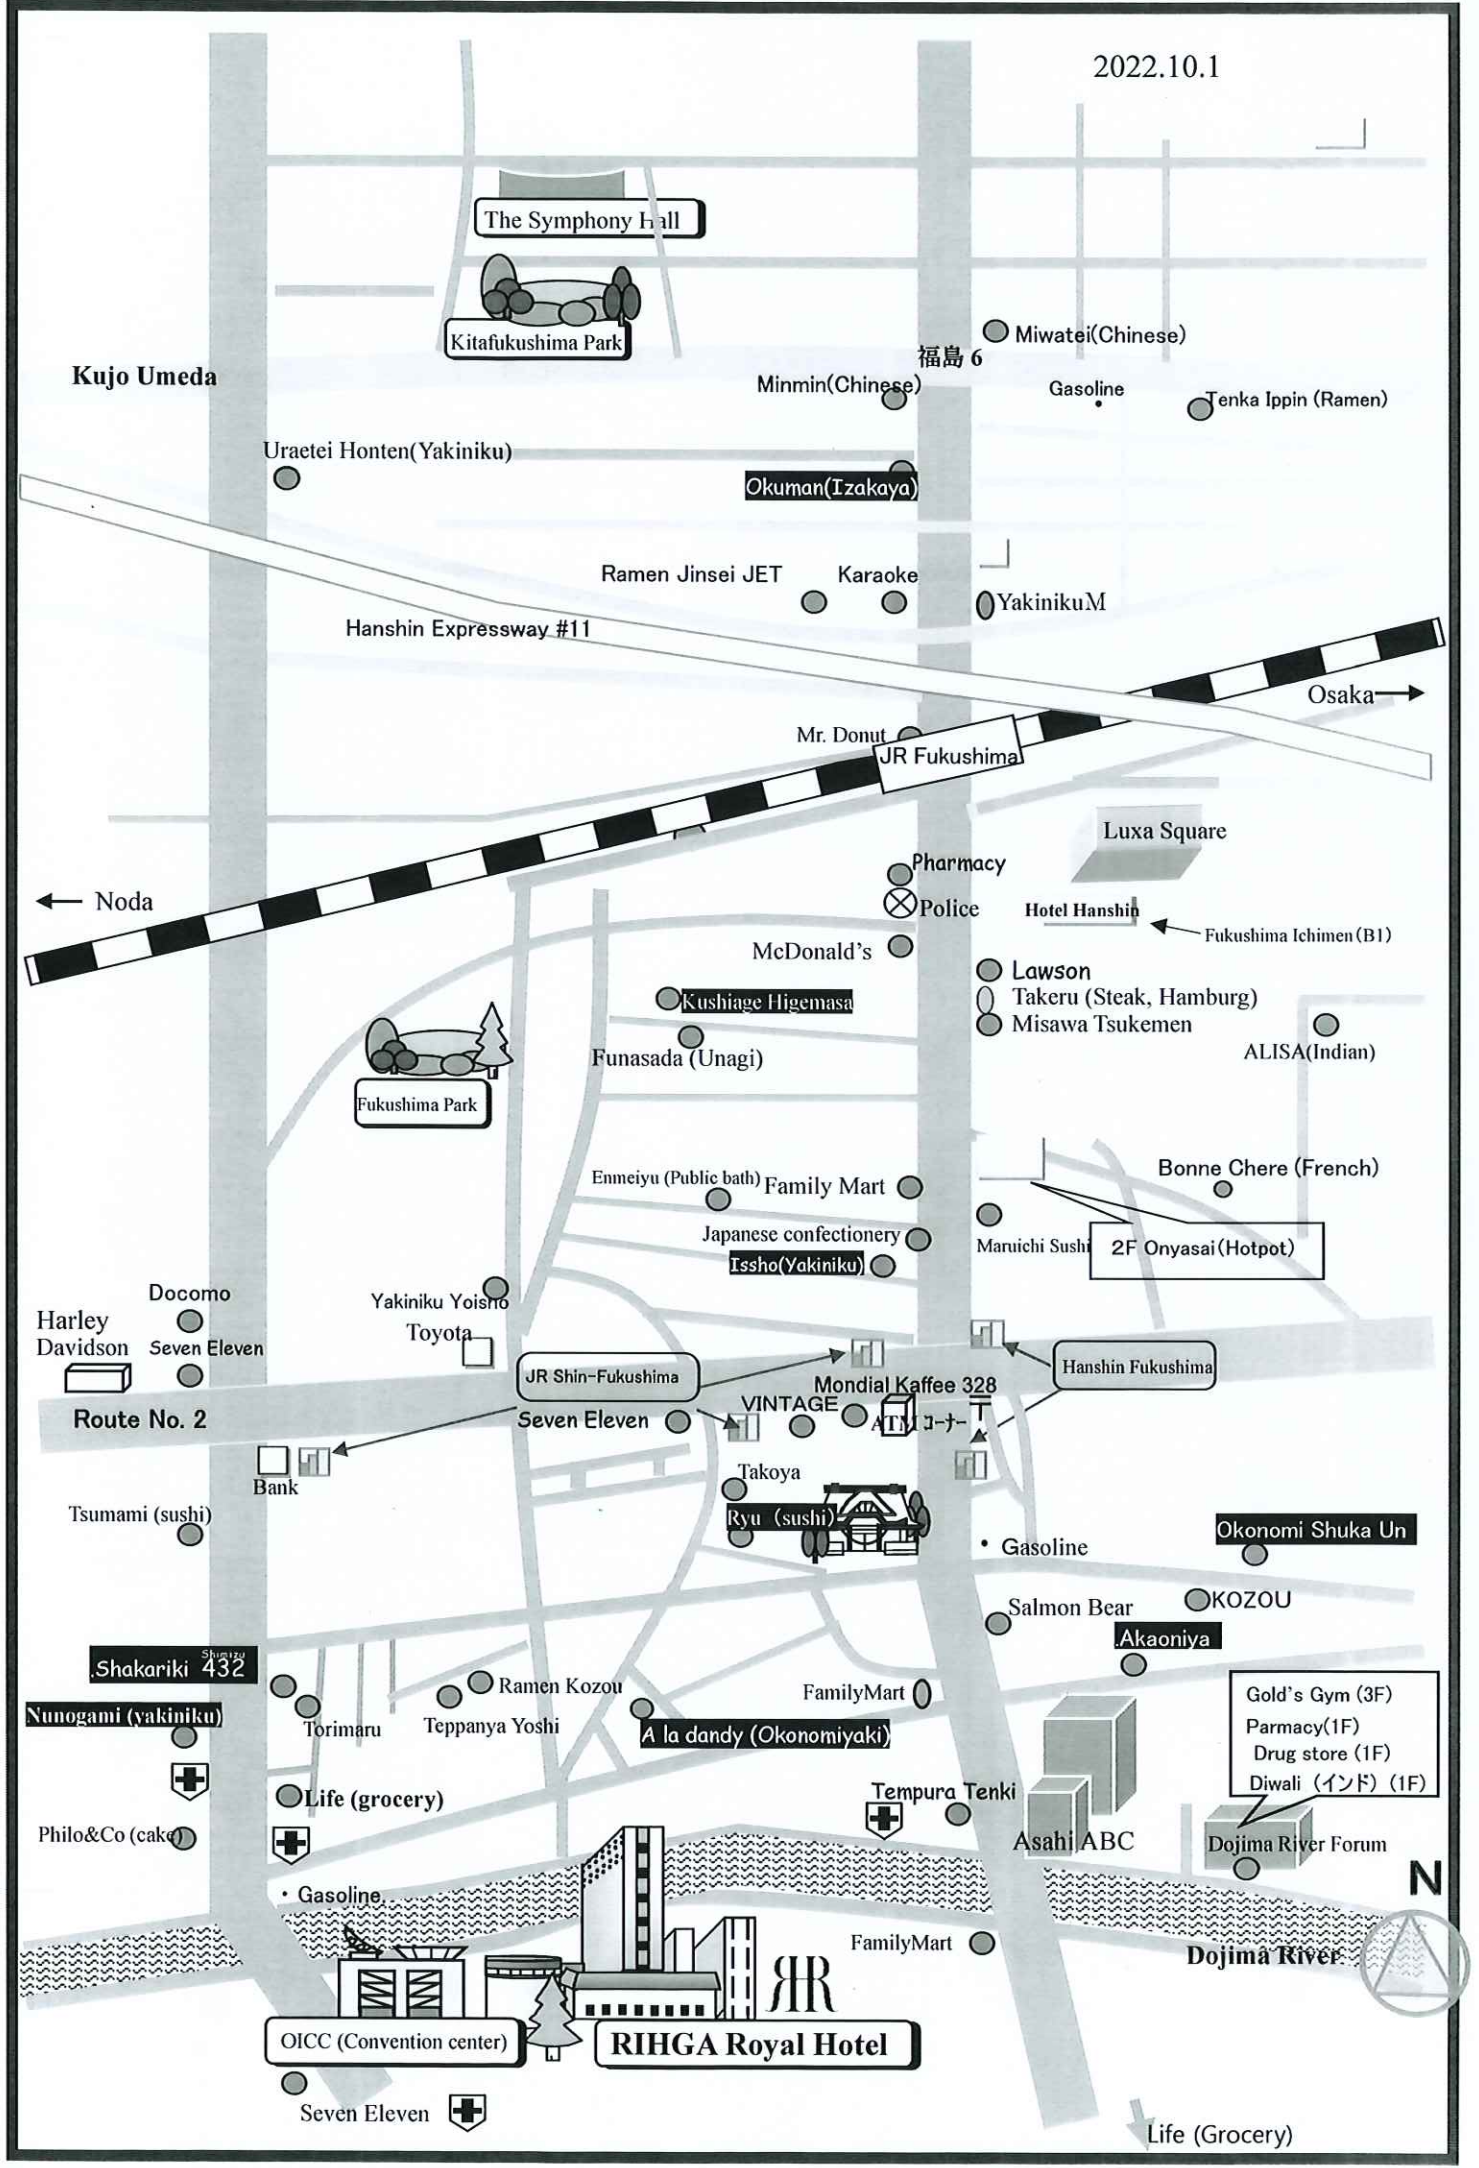 2022.10.1
The Symphony Hall
Kitafukushima Park
Miwatei(Chinese)
福島 6
Kujo Umeda
Minmin(Chinese)
Gasoline
Tenka Ippin (Ramen)
Uraetei Honten(Yakiniku)
Okuman(Izakaya)
Ramen Jinsei JET
Karaoke
YakinikuM
Hanshin Expressway #11
Osaka
Mr. Donut
JR Fukushima
Luxa Square
Pharmacy
Noda
Police
Hotel Hanshin
Fukushima Ichimen(B1)
McDonald's
Lawson
Kushiage Higemasa
Takeru (Steak, Hamburg)
Misawa Tsukemen
Funasada (Unagi)
ALISA(Indian)
Fukushima Park
Enmeiyu (Public bath)
Family Mart
Bonne Chere (French)
Japanese confectionery
Maruichi Sushi
2F Onyasai(Hotpot)
Issho(Yakiniku)
Docomo
Yakiniku Yoisho
Harley
Davidson
Seven Eleven
Toyota
JR Shin-Fukushima
Hanshin Fukushima
Mondial Kaffee 328
VINTAGE
Route No. 2
Seven Eleven
ATMコーナー
〒
Bank
Takoya
Tsumami (sushi)
Ryu (sushi)
Gasoline
Okonomi Shuka Un
KOZOU
Salmon Bear
.Akaoniya
Shimizu
.Shakariki 432
Ramen Kozou
FamilyMart
Gold's Gym (3F)
Parmacy(1F)
Drug store (1F)
Diwali (インド) (1F)
Nunogami (yakiniku)
Torimaru
Teppanya Yoshi
A la dandy (Okonomiyaki)
Life (grocery)
Tempura Tenki
Philo&Co (cake)
Asahi ABC
Dojima River Forum
N
Gasoline
FamilyMart
Dojima River
OICC (Convention center)
RIHGA Royal Hotel
Seven Eleven
Life (Grocery)